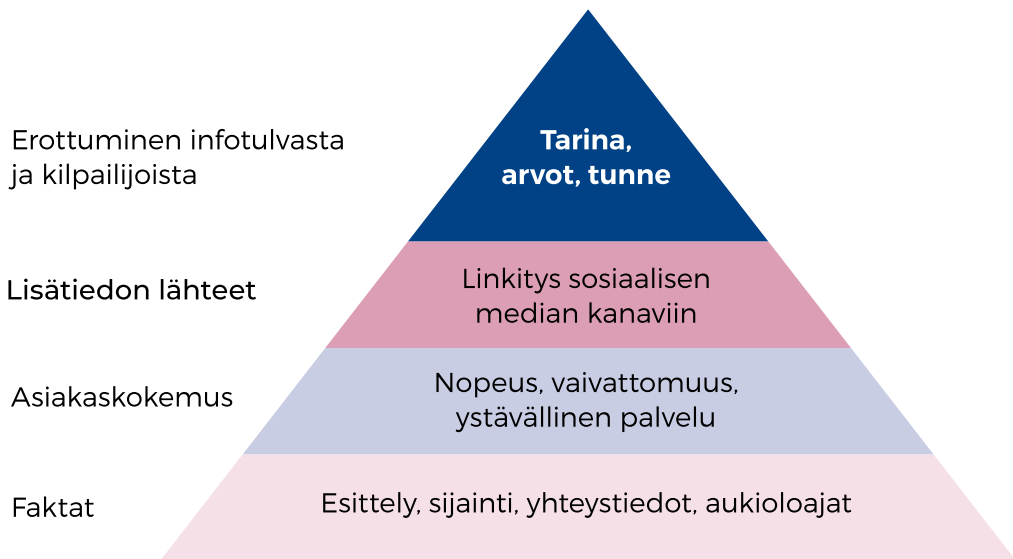 Erottuminen infotulvasta
ja kilpailijoista
Tarina,
arvot, tunne
Lisätiedon lähteet
Linkitys sosiaalisen
median kanaviin
Asiakaskokemus
Nopeus, vaivattomuus,
ystävällinen palvelu
Faktat
Esittely, sijainti, yhteystiedot, aukioloajat